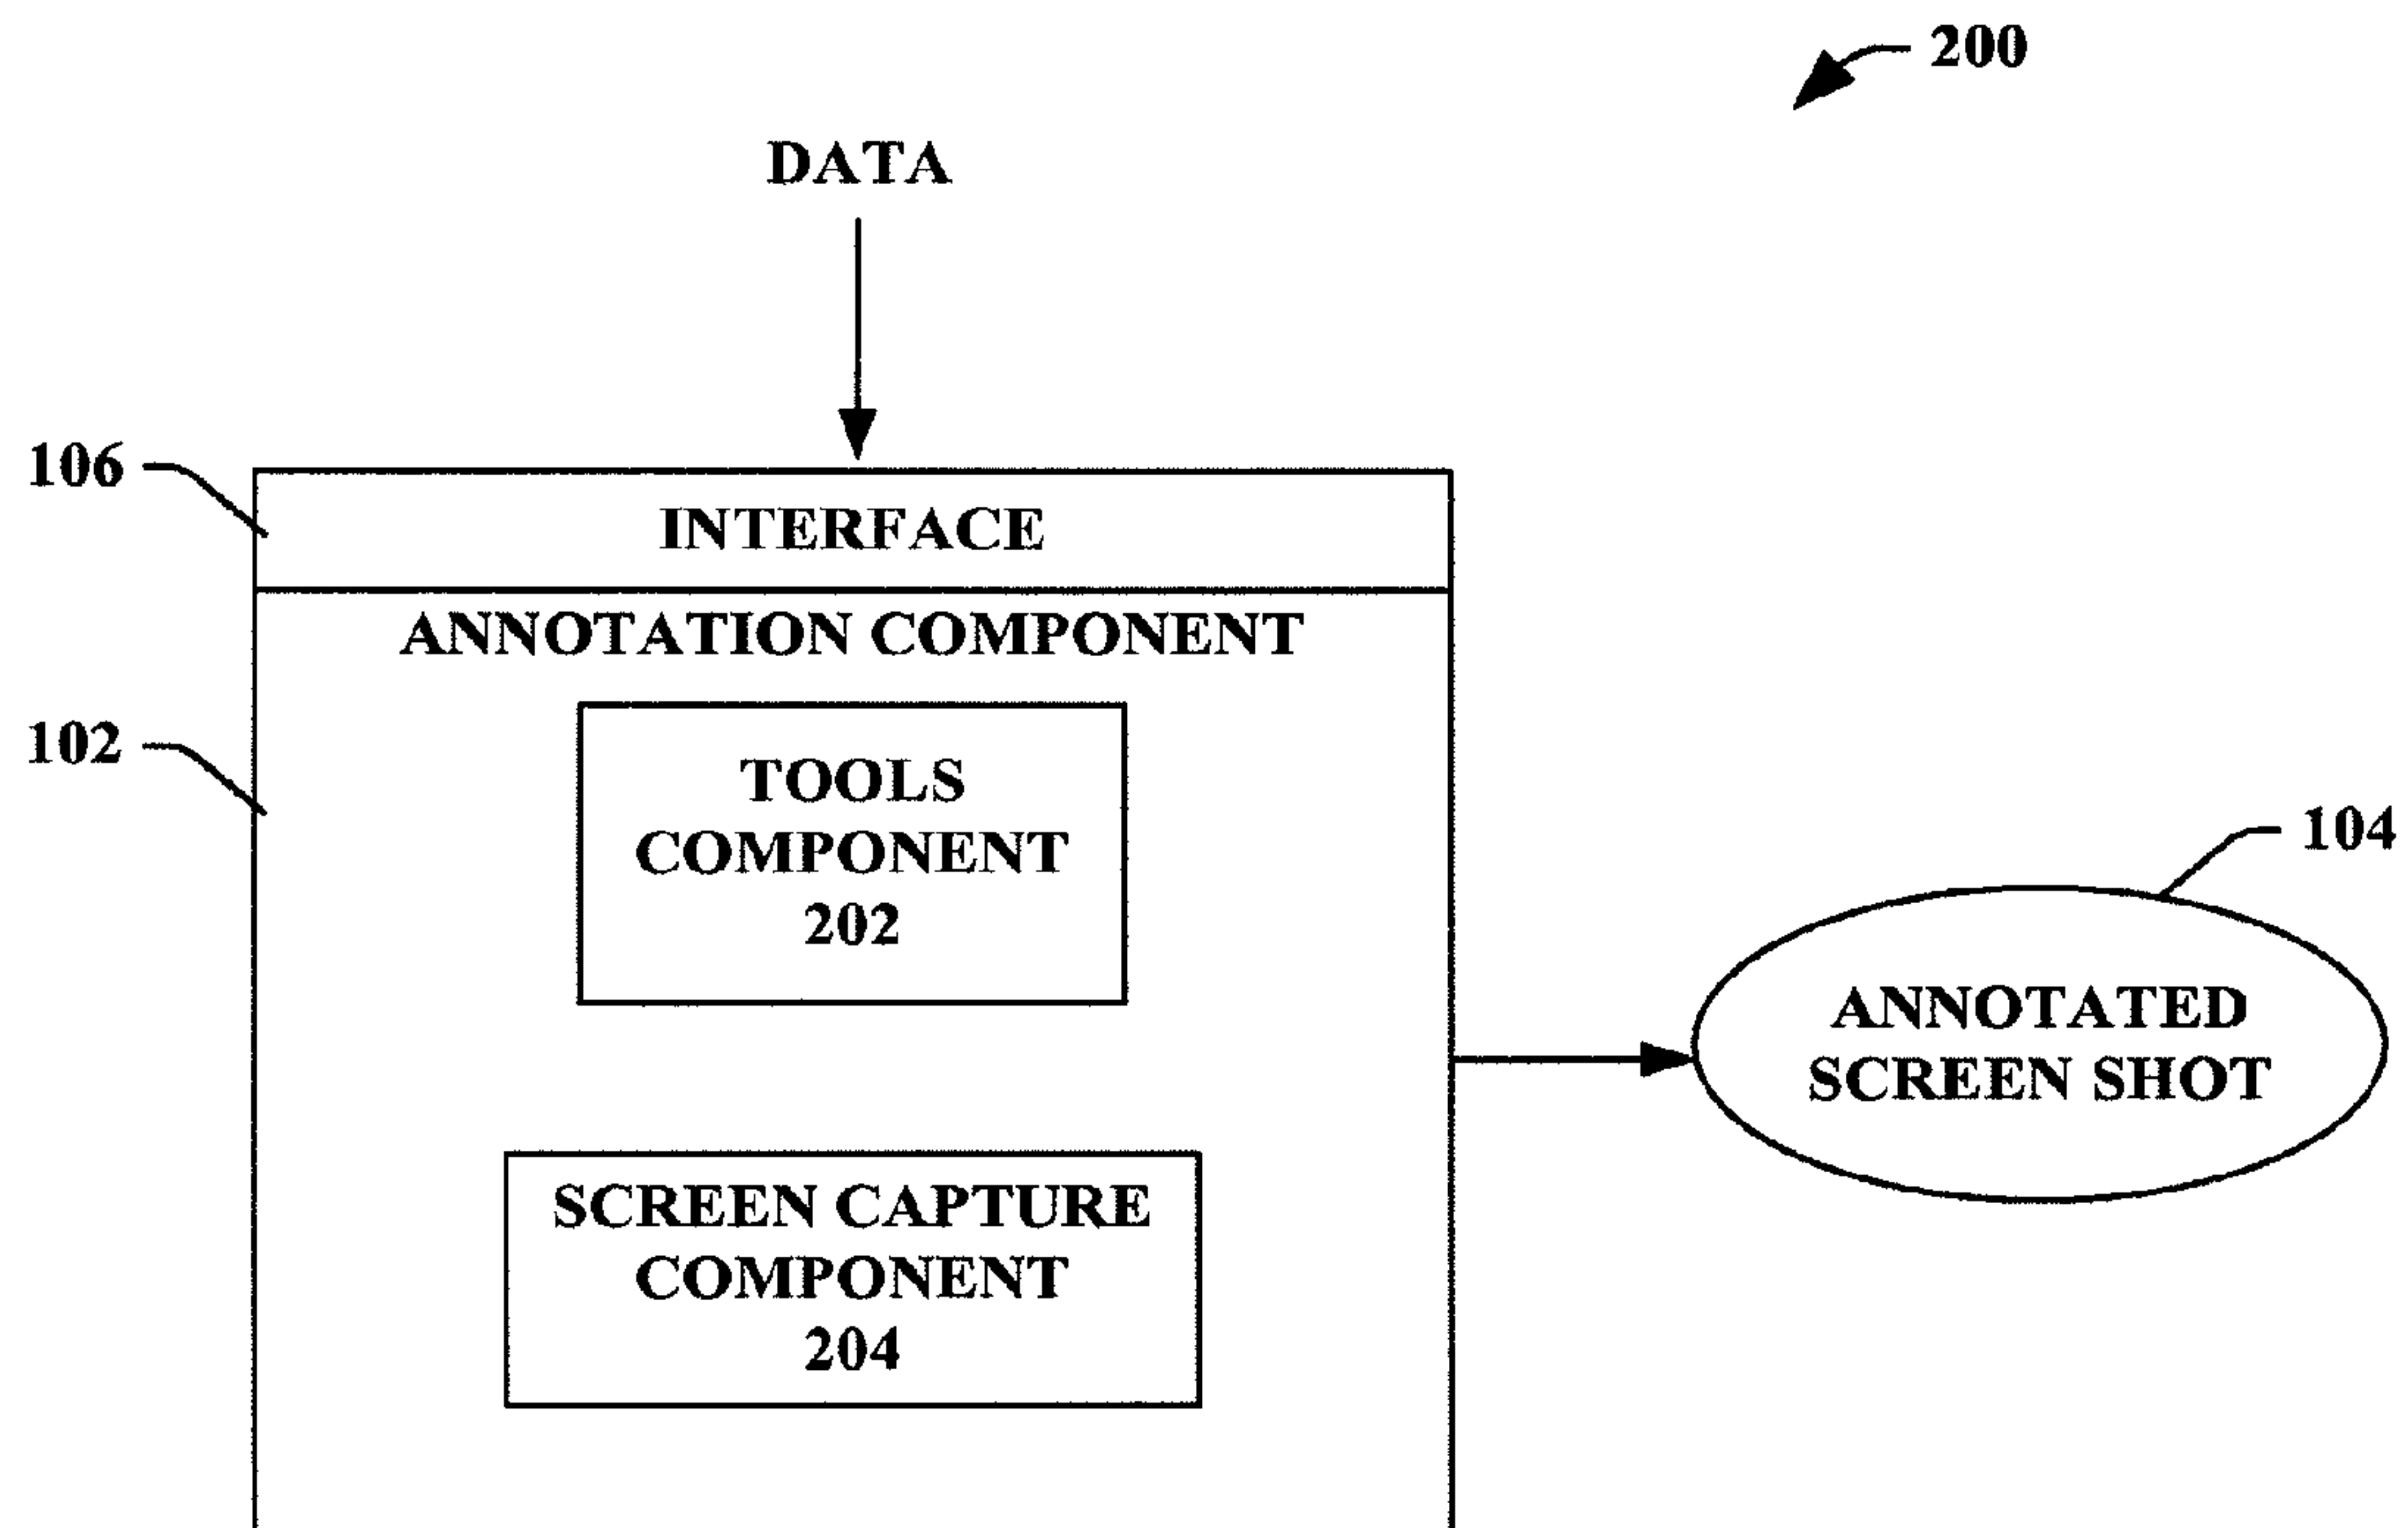 200
DATA
106
INTERFACE
ANNOTATION COMPONENT
102
TOOLS
COMPONENT
202
104
ANNOTATED
SCREEN SHOT
SCREEN CAPTURE
COMPONENT
204